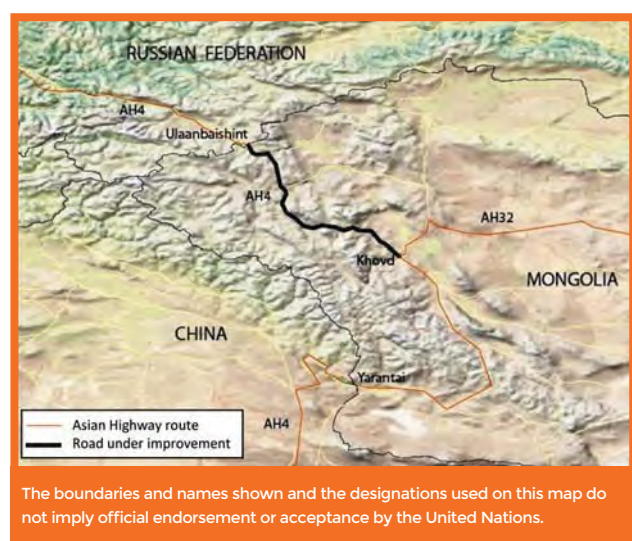 RUSSIAN FEDERATION
AH4
Ulaanbaishint
AH4
AH32
Khovd
MONGOLIA
CHINA
Yarantai
AH4
Asian Highway route
Road under improvement
The boundaries and names shown and the designations used on this map do
not imply official endorsement or acceptance by the United Nations.